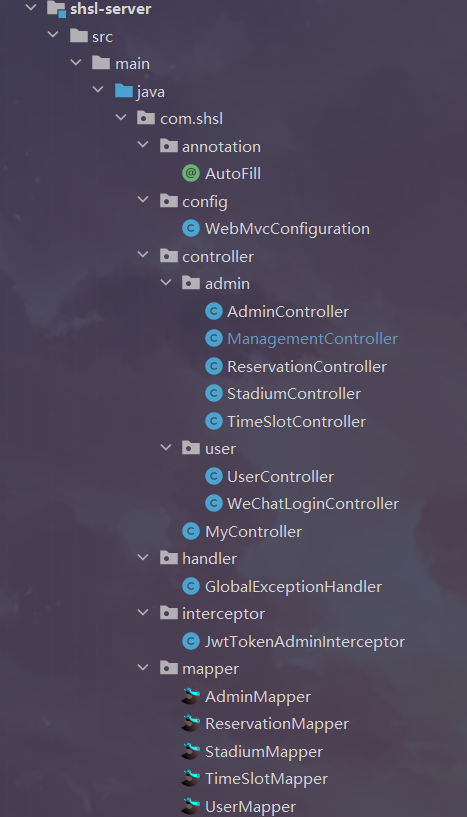 shsl-server
src
main
java
com.shsl
annotation
AutoFill
config
WebMvcConfiguration
controller
admin
AdminController
ManagementController
ReservationController
StadiumController
TimeSlotController
user
UserController
WeChatLoginController
MyController
handler
GlobalExceptionHandler
interceptor
JwtTokenAdminInterceptor
mapper
AdminMapper
ReservationMapper
StadiumMapper
TimeSlotMapper
UserMapper